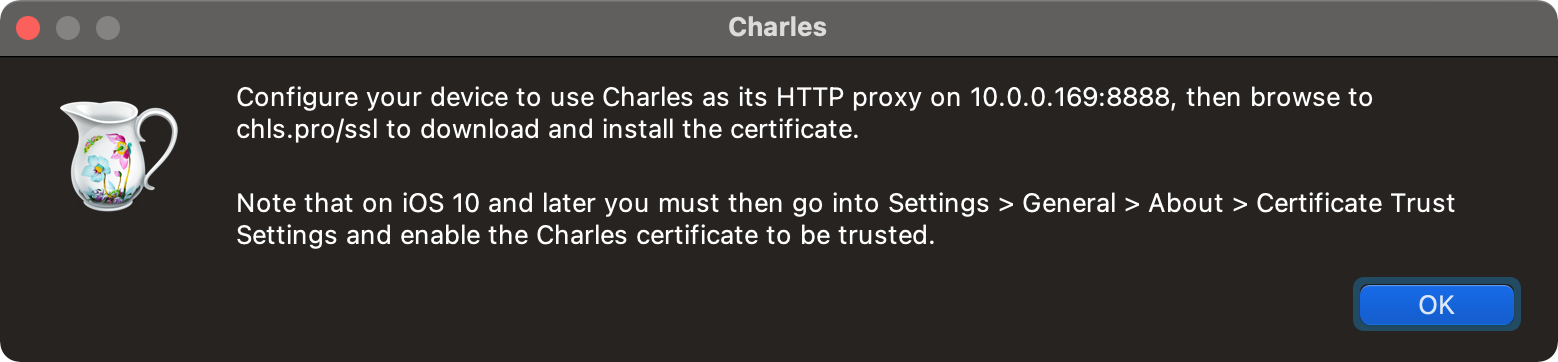 Charles
Configure your device to use Charles as its HTTP proxy on 10.0.0.169:8888, then browse to
chls.pro/ssl to download and install the certificate.
Note that on iOS 10 and later you must then go into Settings > General > About > Certificate Trust
Settings and enable the Charles certificate to be trusted.
OK